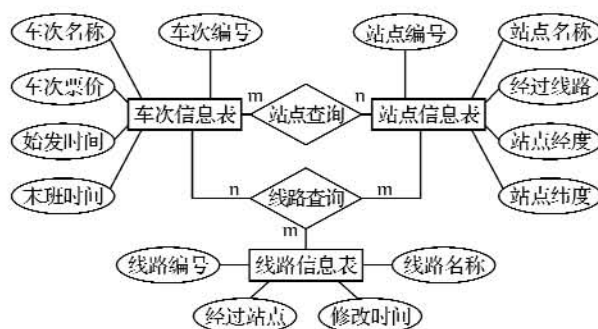 车次名称 车次编号 站点编号 站点名称
车次票价 经过线路
车次信息表 m 站点查询 n 站点信息表
始发时间 站点经度
末班时间 n 线路查询 m 站点纬度
m
线路编号 线路信息表 线路名称
经过站点 修改时间